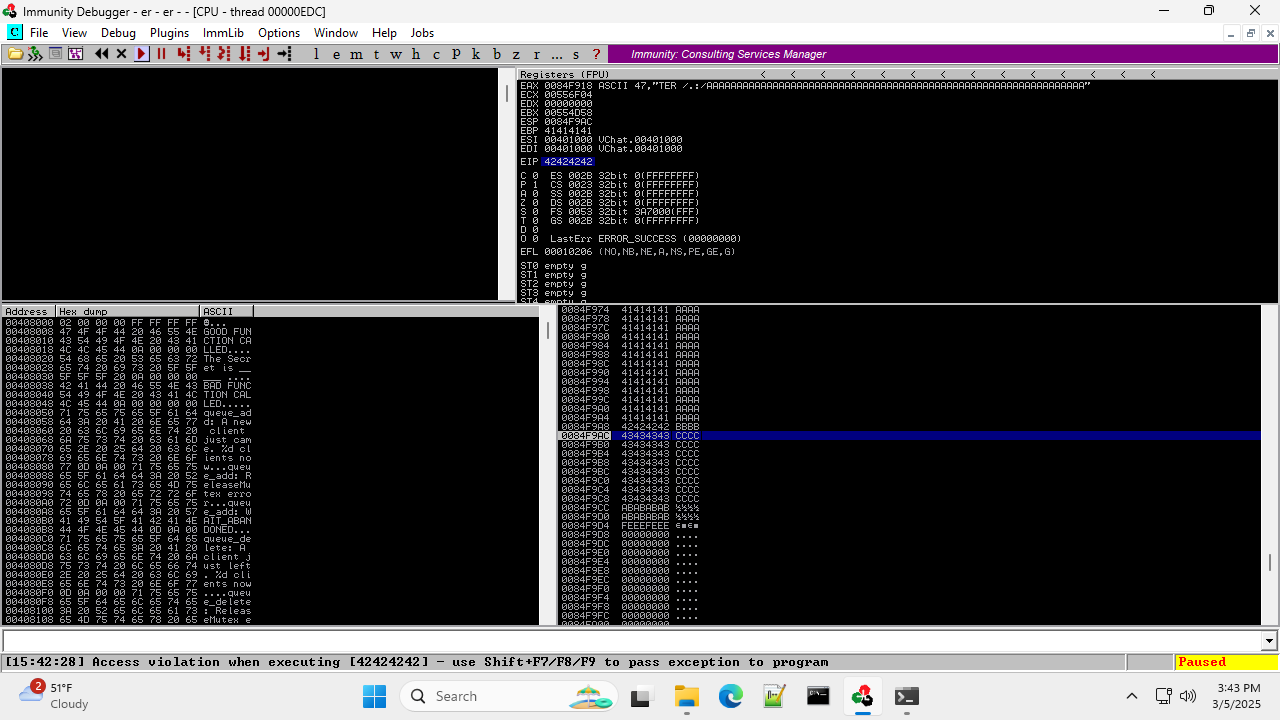 Immunity Debugger - er - er - - [CPU - thread 00000EDC]
C File View Debug Plugins ImmLib Options Window Help Jobs
l e m t w h c P k b z r ... s ? Immunity: Consulting Services Manager
Registers (FPU) < < < < < < < < < < < < < <
EAX 0084F918 ASCII 47,"TER /.:/AAAAAAAAAAAAAAAAAAAAAAAAAAAAAAAAAAAAAAAAAAAAAAAAAAAAAAAAAAAAAAA"
ECX 00556F04
EDX 00000000
EBX 00554D58
ESP 0084F9AC
EBP 41414141
ESI 00401000 VChat.00401000
EDI 00401000 VChat.00401000
EIP 42424242
C 0 ES 002B 32bit 0(FFFFFFFF)
P 1 CS 0023 32bit 0(FFFFFFFF)
A 0 SS 002B 32bit 0(FFFFFFFF)
Z 0 DS 002B 32bit 0(FFFFFFFF)
S 0 FS 0053 32bit 3A7000(FFF)
T 0 GS 002B 32bit 0(FFFFFFFF)
D 0
O 0 LastErr ERROR_SUCCESS (00000000)
EFL 00010206 (NO,NB,NE,A,NS,PE,GE,G)
ST0 empty g
ST1 empty g
ST2 empty g
ST3 empty g
ST4 empty g
Address Hex dump ASCII
00408000 02 00 00 00 FF FF FF FF
00408008 47 4F 4F 44 20 46 55 4E GOOD FUN
00408010 43 54 49 4F 4E 20 43 41 CTION CA
00408018 4C 4C 45 44 0A 00 00 00 LLED....
00408020 54 68 65 20 53 65 63 72 The Secr
00408028 65 74 20 69 73 20 5F 5F et is __
00408030 5F 5F 5F 20 0A 00 00 00 ___ ....
00408038 42 41 44 20 46 55 4E 43 BAD FUNC
00408040 54 49 4F 4E 20 43 41 4C TION CAL
00408048 4C 45 44 0A 00 00 00 00 LED.....
00408050 71 75 65 75 65 5F 61 64 queue_ad
00408058 64 3A 20 41 20 6E 65 77 d: A new
00408060 20 63 6C 69 65 6E 74 20  client
00408068 6A 75 73 74 20 63 61 6D just cam
00408070 65 2E 20 25 64 20 63 6C e. %d cl
00408078 69 65 6E 74 73 20 6E 6F ients no
00408080 77 0D 0A 00 71 75 65 75 w...queu
00408088 65 5F 61 64 64 3A 20 52 e_add: R
00408090 65 6C 65 61 73 65 4D 75 eleaseMu
00408098 74 65 78 20 65 72 72 6F tex erro
004080A0 72 0D 0A 00 71 75 65 75 r...queu
004080A8 65 5F 61 64 64 3A 20 57 e_add: W
004080B0 41 49 54 5F 41 42 41 4E AIT_ABAN
004080B8 44 4F 4E 45 44 0D 0A 00 DONED...
004080C0 71 75 65 75 65 5F 64 65 queue_de
004080C8 6C 65 74 65 3A 20 41 20 lete: A
004080D0 63 6C 69 65 6E 74 20 6A client j
004080D8 75 73 74 20 6C 65 66 74 ust left
004080E0 2E 20 25 64 20 63 6C 69 . %d cli
004080E8 65 6E 74 73 20 6E 6F 77 ents now
004080F0 0D 0A 00 00 71 75 65 75 ....queu
004080F8 65 5F 64 65 6C 65 74 65 e_delete
00408100 3A 20 52 65 6C 65 61 73 : Releas
00408108 65 4D 75 74 65 78 20 65 eMutex e
0084F974 41414141 AAAA
0084F978 41414141 AAAA
0084F97C 41414141 AAAA
0084F980 41414141 AAAA
0084F984 41414141 AAAA
0084F988 41414141 AAAA
0084F98C 41414141 AAAA
0084F990 41414141 AAAA
0084F994 41414141 AAAA
0084F998 41414141 AAAA
0084F99C 41414141 AAAA
0084F9A0 41414141 AAAA
0084F9A4 41414141 AAAA
0084F9A8 42424242 BBBB
0084F9AC 43434343 CCCC
0084F9B0 43434343 CCCC
0084F9B4 43434343 CCCC
0084F9B8 43434343 CCCC
0084F9BC 43434343 CCCC
0084F9C0 43434343 CCCC
0084F9C4 43434343 CCCC
0084F9C8 43434343 CCCC
0084F9CC ABABABAB ½½½½
0084F9D0 ABABABAB ½½½½
0084F9D4 FEEEFEEE €■€■
0084F9D8 00000000 ....
0084F9DC 00000000 ....
0084F9E0 00000000 ....
0084F9E4 00000000 ....
0084F9E8 00000000 ....
0084F9EC 00000000 ....
0084F9F0 00000000 ....
0084F9F4 00000000 ....
0084F9F8 00000000 ....
0084F9FC 00000000 ....
[15:42:28] Access violation when executing [42424242] - use Shift+F7/F8/F9 to pass exception to program
Paused
2
51°F
Cloudy
Search
3:43 PM
3/5/2025